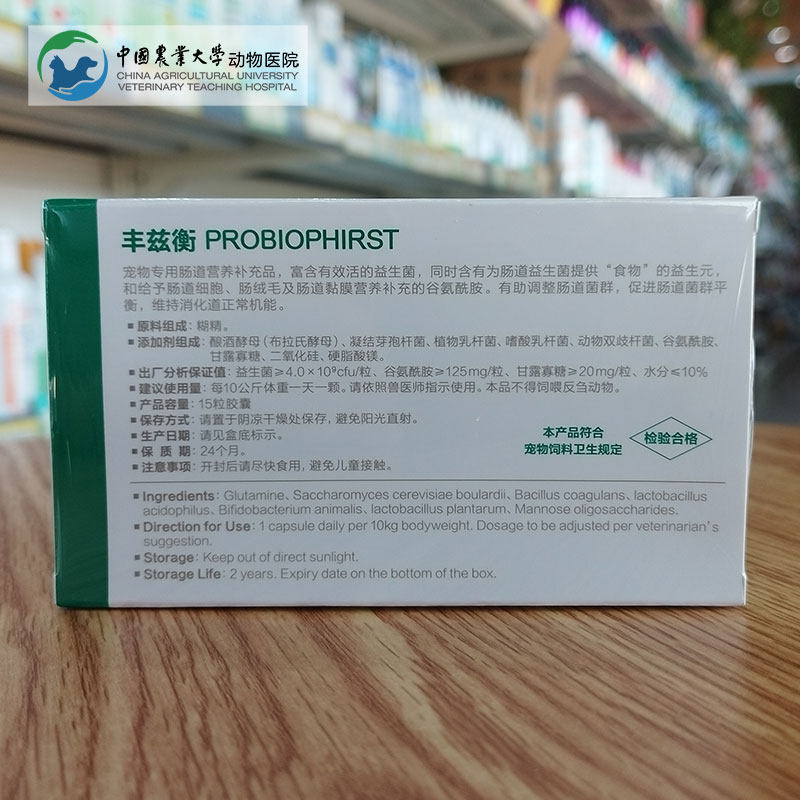 中國農業大學动物医院
CHINA AGRICULTURAL UNIVERSITY
VETERINARY TEACHING HOSPITAL
丰兹衡 PROBIOPHIRST
宠物专用肠道营养补充品，富含有效活的益生菌，同时含有为肠道益生菌提供“食物”的益生元，
和给予肠道细胞、肠绒毛及肠道黏膜营养补充的谷氨酰胺。有助调整肠道菌群，促进肠道菌群平
衡，维持消化道正常机能。
■ 原料组成：糊精。
■ 添加剂组成：酿酒酵母（布拉氏酵母）、凝结芽孢杆菌、植物乳杆菌、嗜酸乳杆菌、动物双歧杆菌、谷氨酰胺、
甘露寡糖、二氧化硅、硬脂酸镁。
■ 出厂分析保证值：益生菌≥4.0×10⁹cfu/粒、谷氨酰胺≥125mg/粒、甘露寡糖≥20mg/粒、水分≤10%
■ 建议使用量：每10公斤体重一天一颗。请依照兽医师指示使用。本品不得饲喂反刍动物。
■ 产品容量：15粒胶囊
■ 保存方式：请置于阴凉干燥处保存，避免阳光直射。
■ 生产日期：请见盒底标示。
■ 保 质 期：24个月。
■ 注意事项：开封后请尽快食用，避免儿童接触。
本产品符合
宠物饲料卫生规定
检验合格
■ Ingredients: Glutamine、Saccharomyces cerevisiae boulardii、Bacillus coagulans、lactobacillus
acidophilus、Bifidobacterium animalis、lactobacillus plantarum、Mannose oligosaccharides.
■ Direction for Use: 1 capsule daily per 10kg bodyweight. Dosage to be adjusted per veterinarian's
suggestion.
■ Storage: Keep out of direct sunlight.
■ Storage Life: 2 years. Expiry date on the bottom of the box.